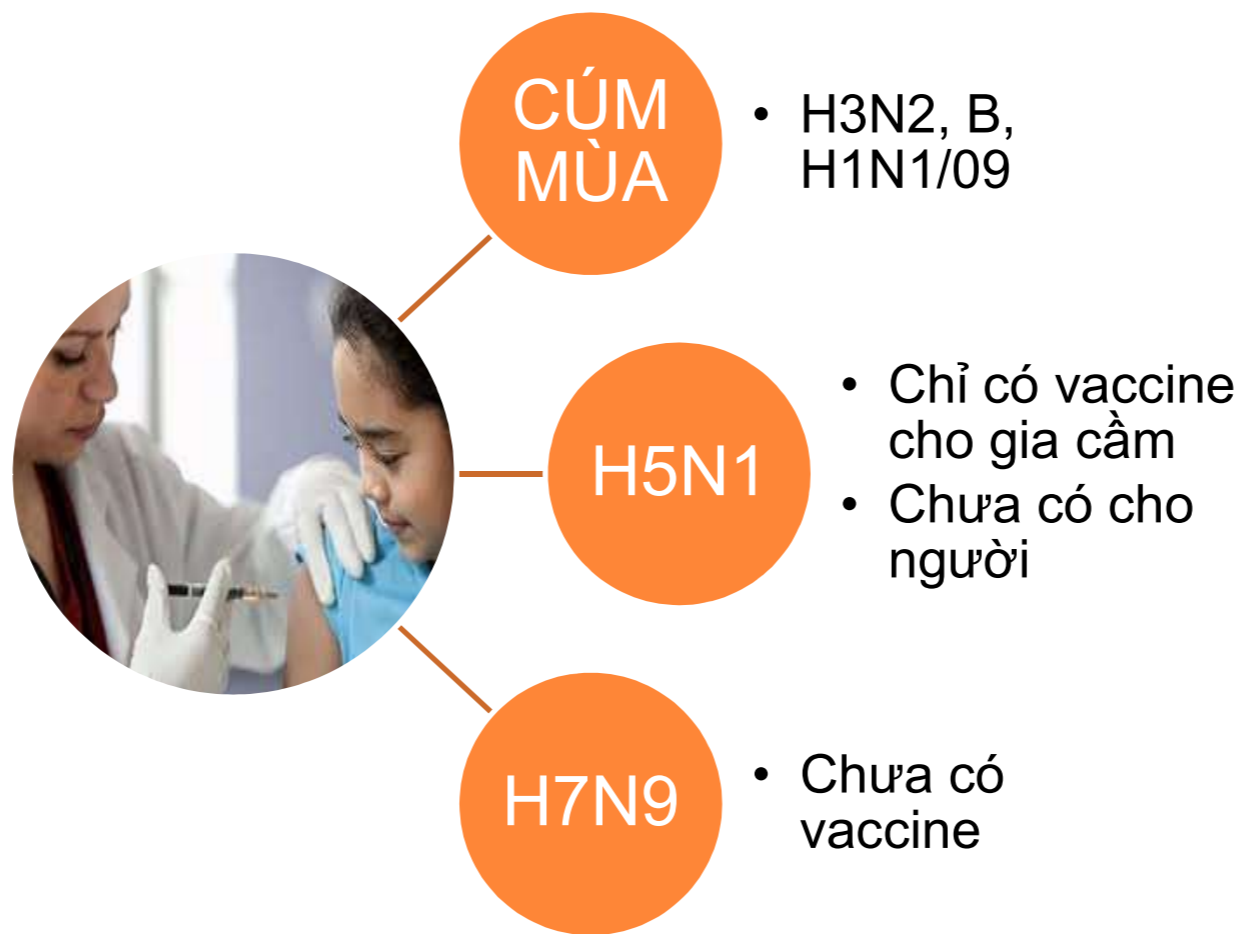 CÚM
MÙA
• H3N2, B,
H1N1/09
H5N1
• Chỉ có vaccine
cho gia cầm
• Chưa có cho
người
H7N9
• Chưa có
vaccine